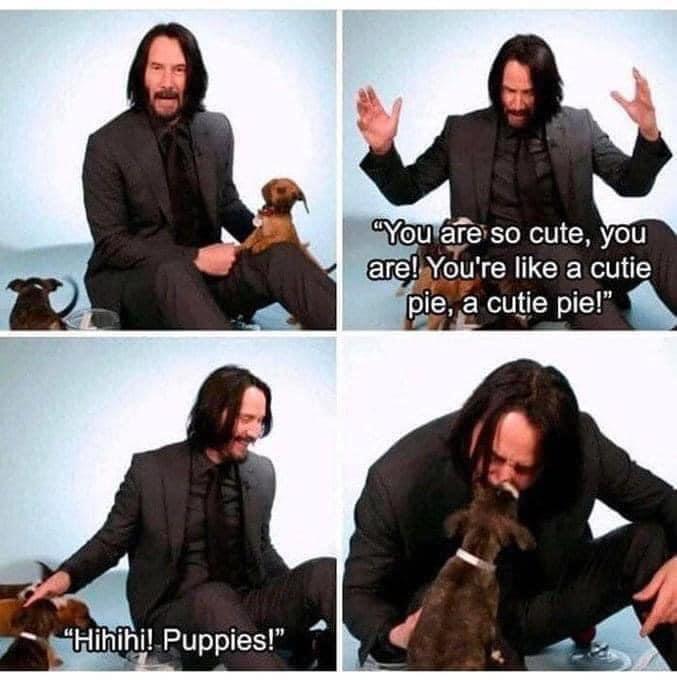 “You are so cute, you
are! You're like a cutie
pie, a cutie pie!”
“Hihihi! Puppies!”